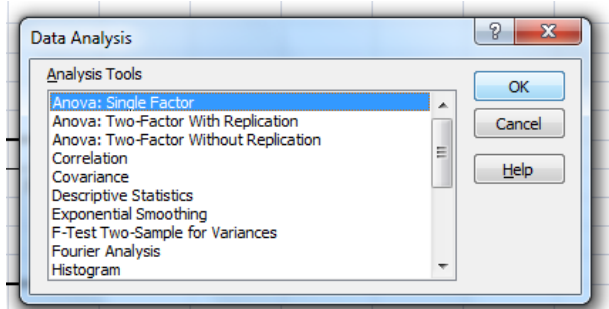 Data Analysis
Analysis Tools
Anova: Single Factor
Anova: Two-Factor With Replication
Anova: Two-Factor Without Replication
Correlation
Covariance
Descriptive Statistics
Exponential Smoothing
F-Test Two-Sample for Variances
Fourier Analysis
Histogram
OK
Cancel
Help